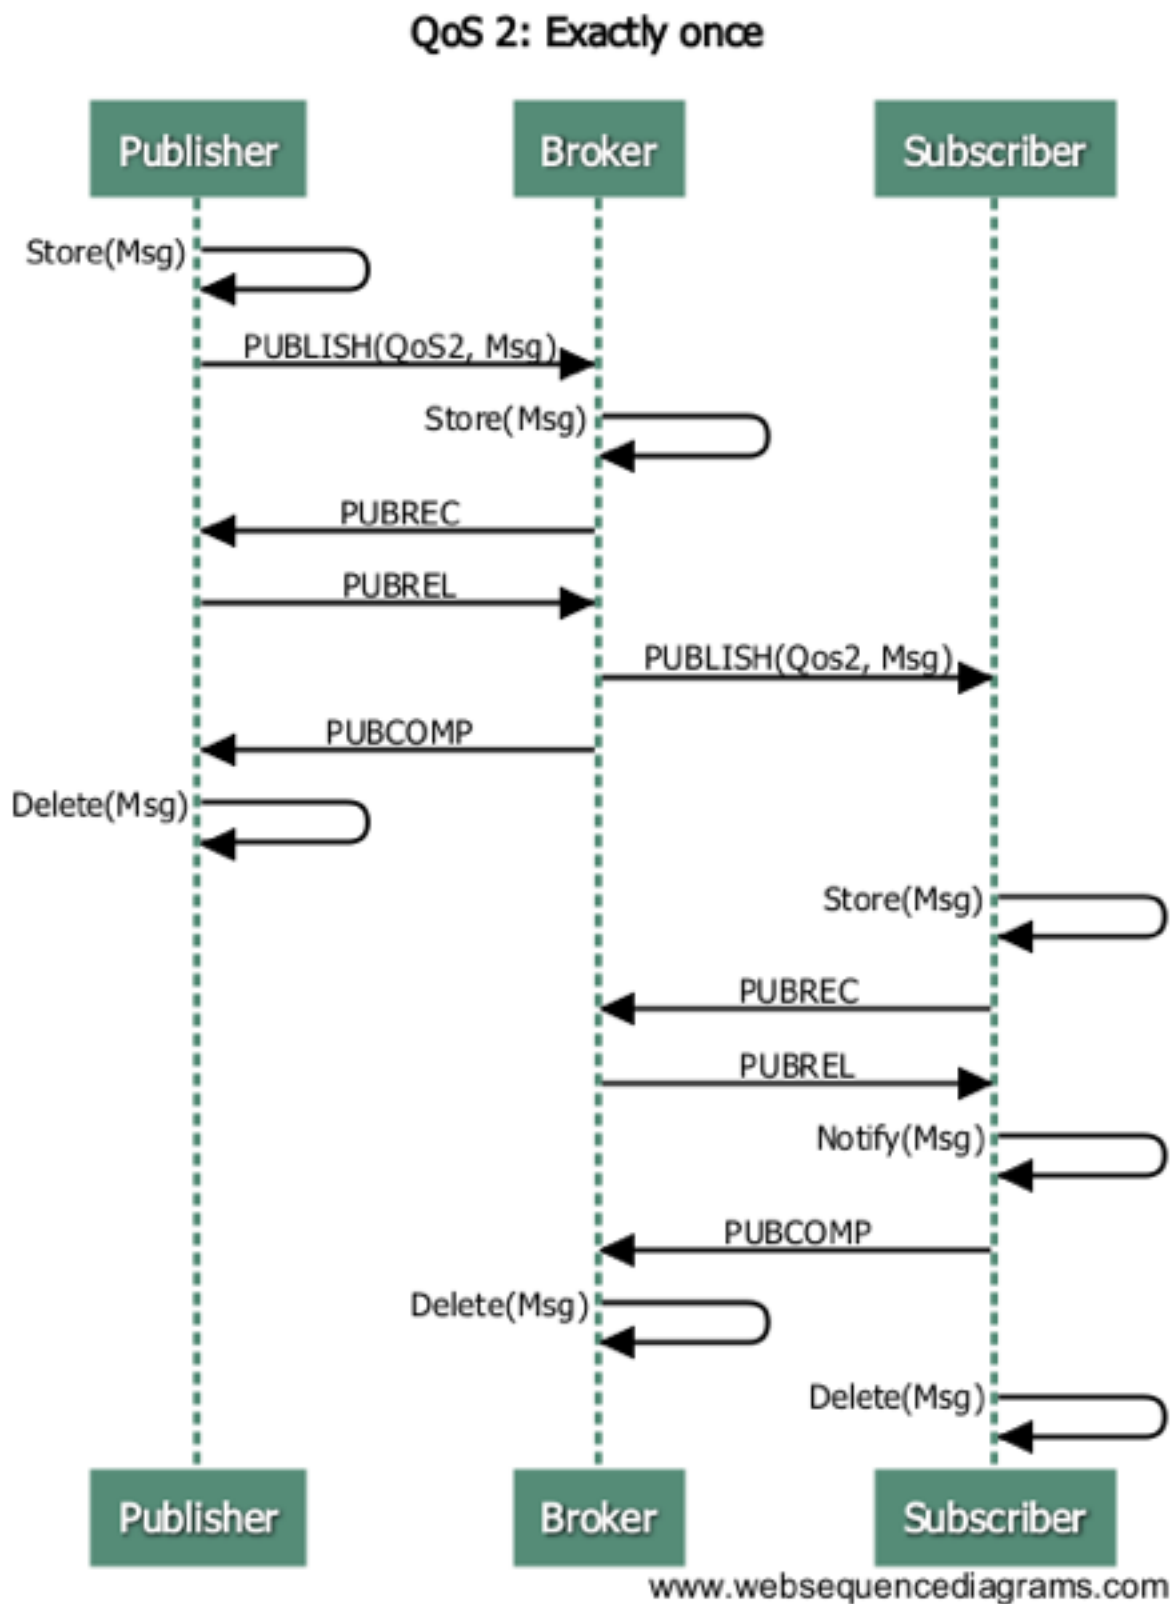 QoS 2: Exactly once
Publisher
Broker
Subscriber
Store(Msg)
PUBLISH(QoS2, Msg)
Store(Msg)
PUBREC
PUBREL
PUBLISH(Qos2, Msg)
PUBCOMP
Delete(Msg)
Store(Msg)
PUBREC
PUBREL
Notify(Msg)
PUBCOMP
Delete(Msg)
Delete(Msg)
Publisher
Broker
Subscriber
www.websequencediagrams.com